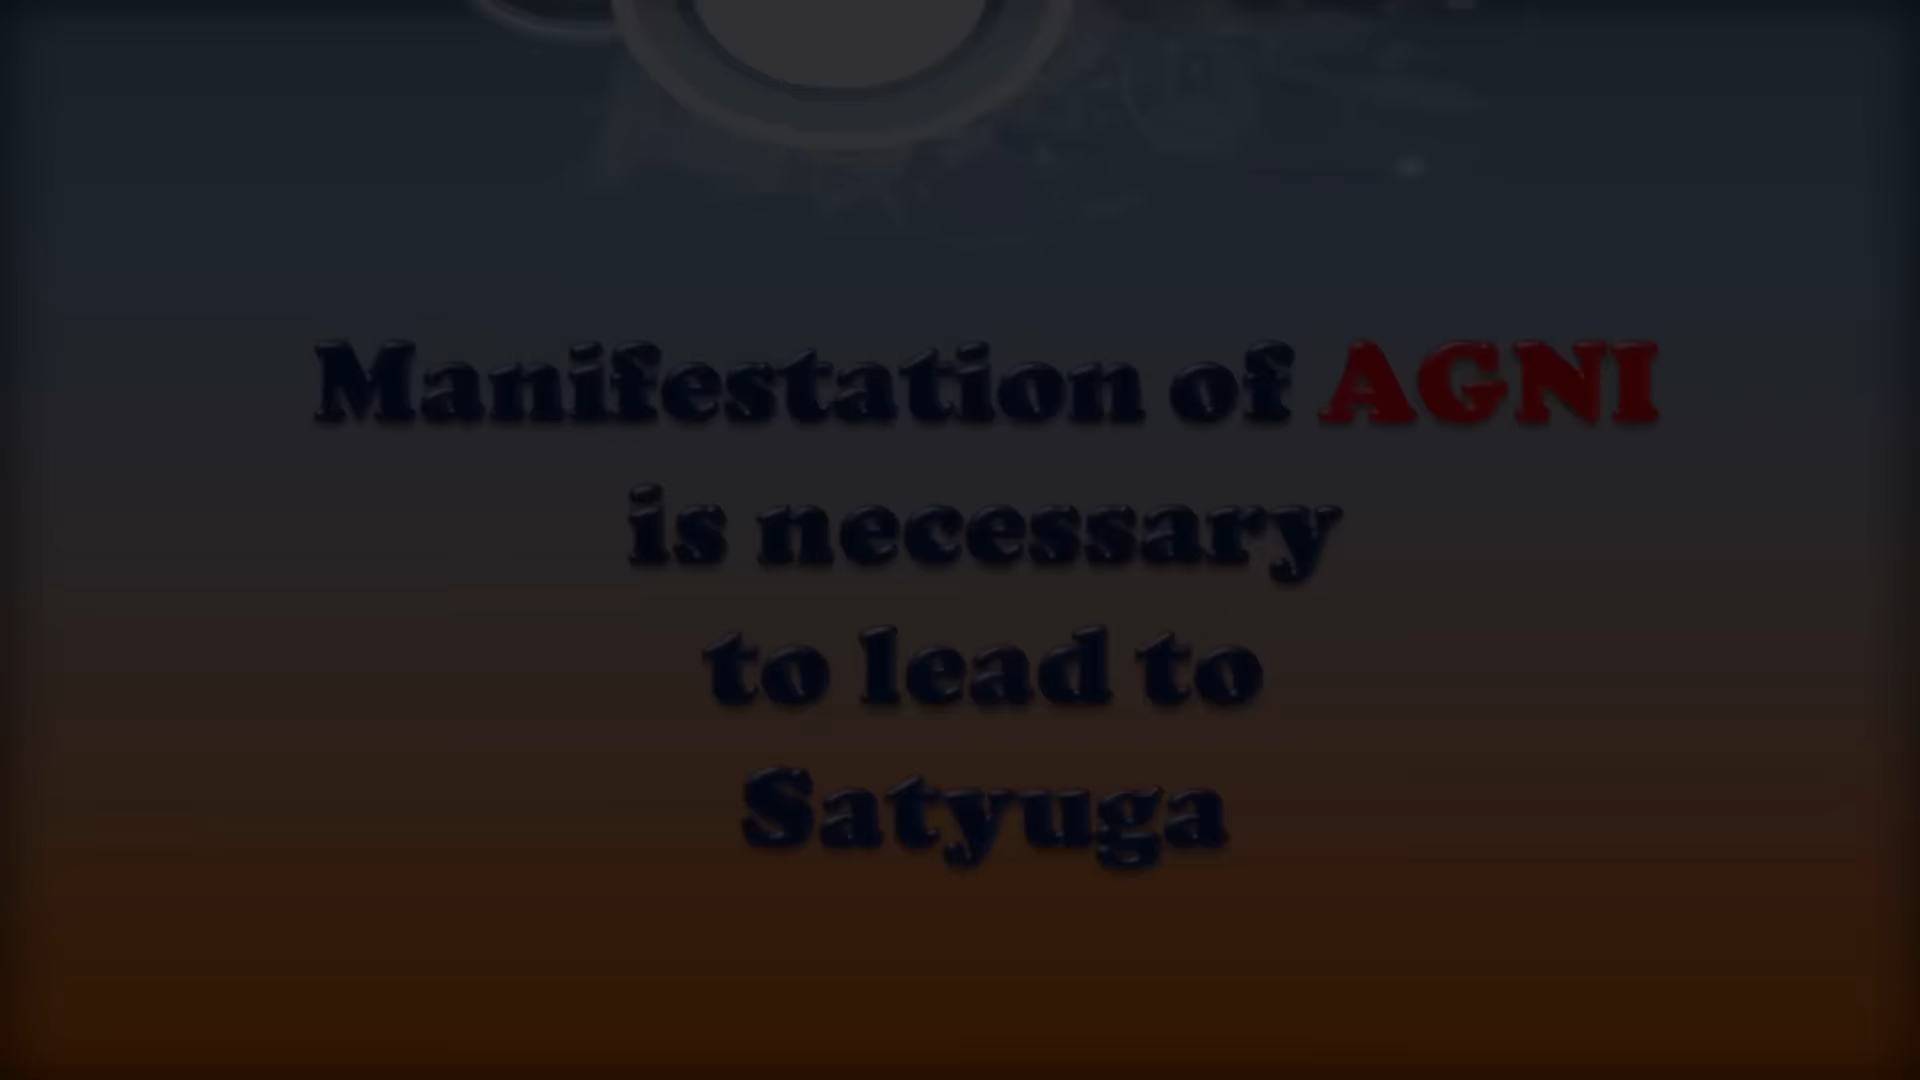 Manifestation of AGNI
is necessary
to lead to
Satyuga